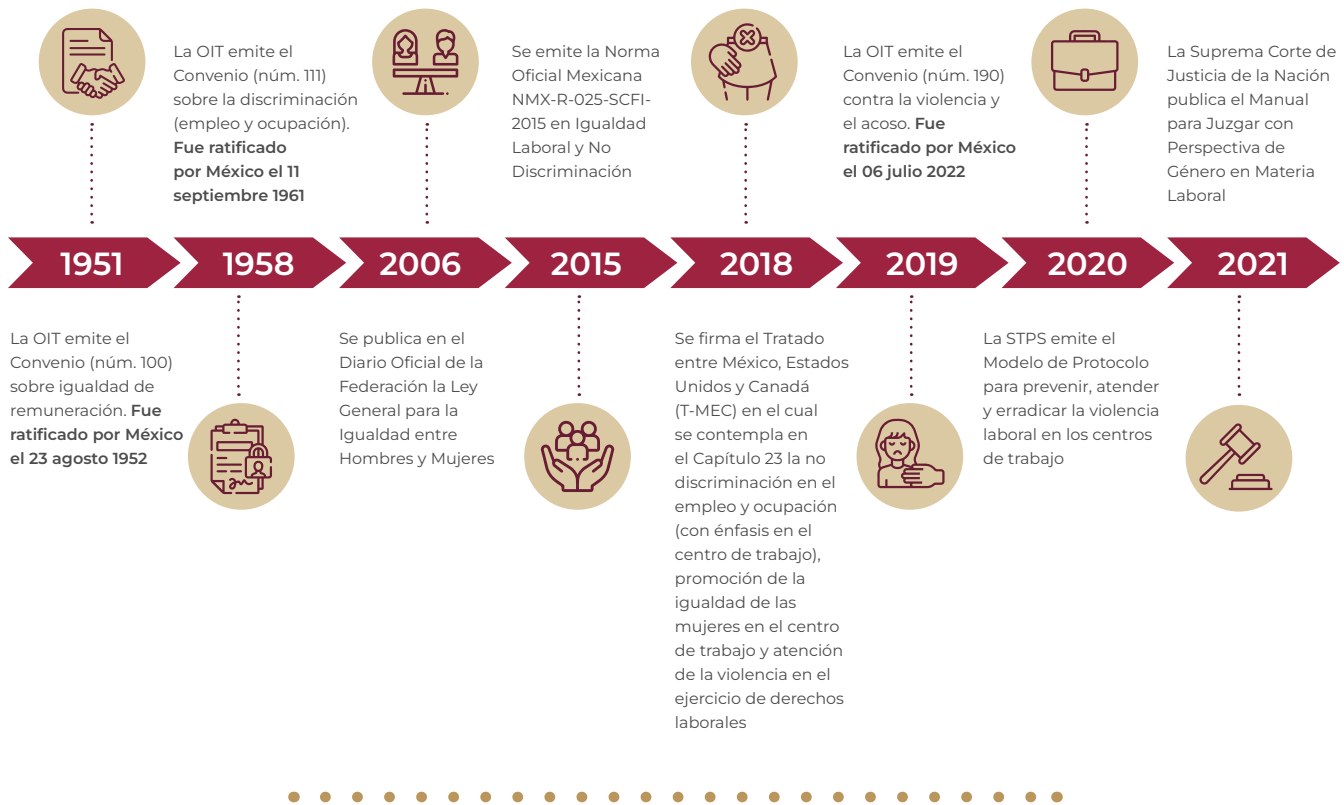 1951
La OIT emite el
Convenio (núm. 100)
sobre igualdad de
remuneración. Fue
ratificado por México
el 23 agosto 1952
1958
La OIT emite el
Convenio (núm. 111)
sobre la discriminación
(empleo y ocupación).
Fue ratificado
por México el 11
septiembre 1961
2006
Se publica en el
Diario Oficial de la
Federación la Ley
General para la
Igualdad entre
Hombres y Mujeres
2015
Se emite la Norma
Oficial Mexicana
NMX-R-025-SCFI-
2015 en Igualdad
Laboral y No
Discriminación
2018
Se firma el Tratado
entre México, Estados
Unidos y Canadá
(T-MEC) en el cual
se contempla en
el Capítulo 23 la no
discriminación en el
empleo y ocupación
(con énfasis en el
centro de trabajo),
promoción de la
igualdad de las
mujeres en el centro
de trabajo y atención
de la violencia en el
ejercicio de derechos
laborales
2019
La OIT emite el
Convenio (núm. 190)
contra la violencia y
el acoso. Fue
ratificado por México
el 06 julio 2022
2020
La STPS emite el
Modelo de Protocolo
para prevenir, atender
y erradicar la violencia
laboral en los centros
de trabajo
2021
La Suprema Corte de
Justicia de la Nación
publica el Manual
para Juzgar con
Perspectiva de
Género en Materia
Laboral